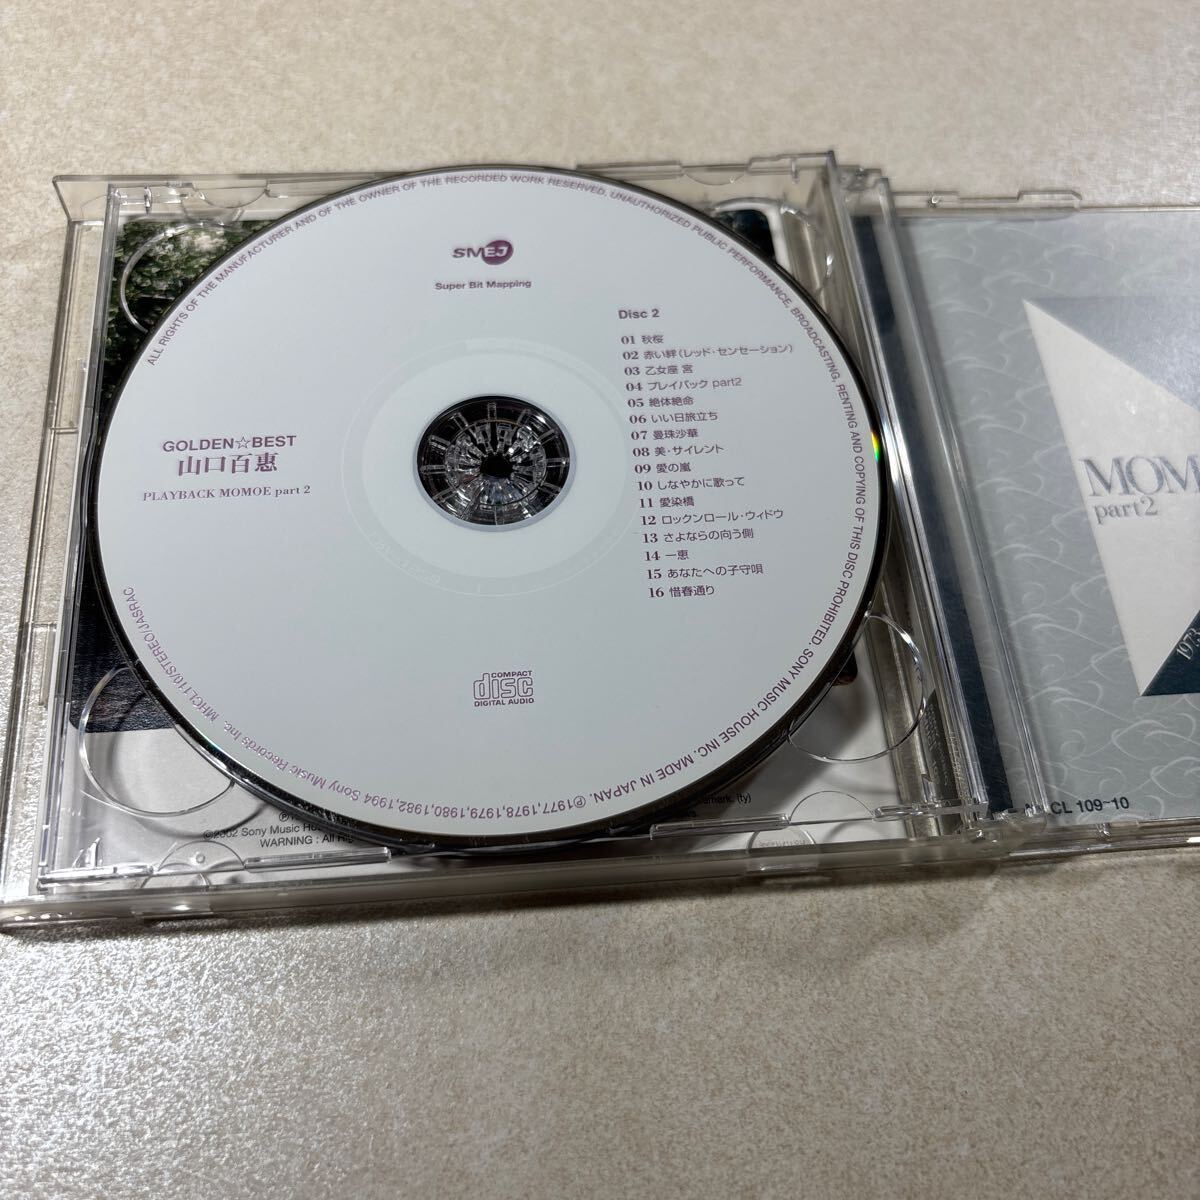 SMEJ
Super Bit Mapping
Disc 2
01 秋桜
02 赤い絆(レッド・センセーション)
03 乙女座 宮
04 プレイバック part2
05 絶体絶命
06 いい日旅立ち
07 曼珠沙華
08 美・サイレント
09 愛の嵐
10 しなやかに歌って
11 愛染橋
12 ロックンロール・ウィドウ
13 さよならの向う側
14 一恵
15 あなたへの子守唄
16 惜春通り
GOLDEN☆BEST
山口百惠
PLAYBACK MOMOE part 2
COMPACT
disc
DIGITAL AUDIO
ALL RIGHTS OF THE MANUFACTURER AND OF THE OWNER OF THE RECORDED WORK RESERVED. UNAUTHORIZED PUBLIC PERFORMANCE, BROADCASTING, RENTING AND COPYING OF THIS DISC PROHIBITED. SONY MUSIC HOUSE INC. MADE IN JAPAN. ℗1977,1978,1979,1980,1982,1994 Sony Music Records Inc. MHCL110/STEREO/JASRAC
©2002 Sony Music
WARNING : All
(ty)
MOM
part2
1973
CL 109~10